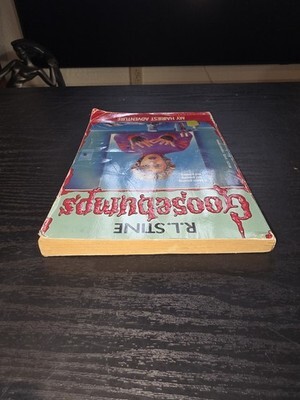 R.L. STINE
Goosebumps
MY HAIRIEST ADVENTURE